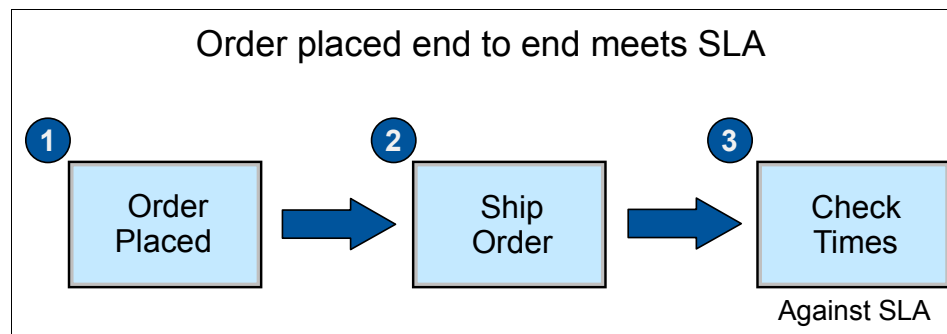 Order placed end to end meets SLA
1
2
3
Order
Placed
Ship
Order
Check
Times
Against SLA